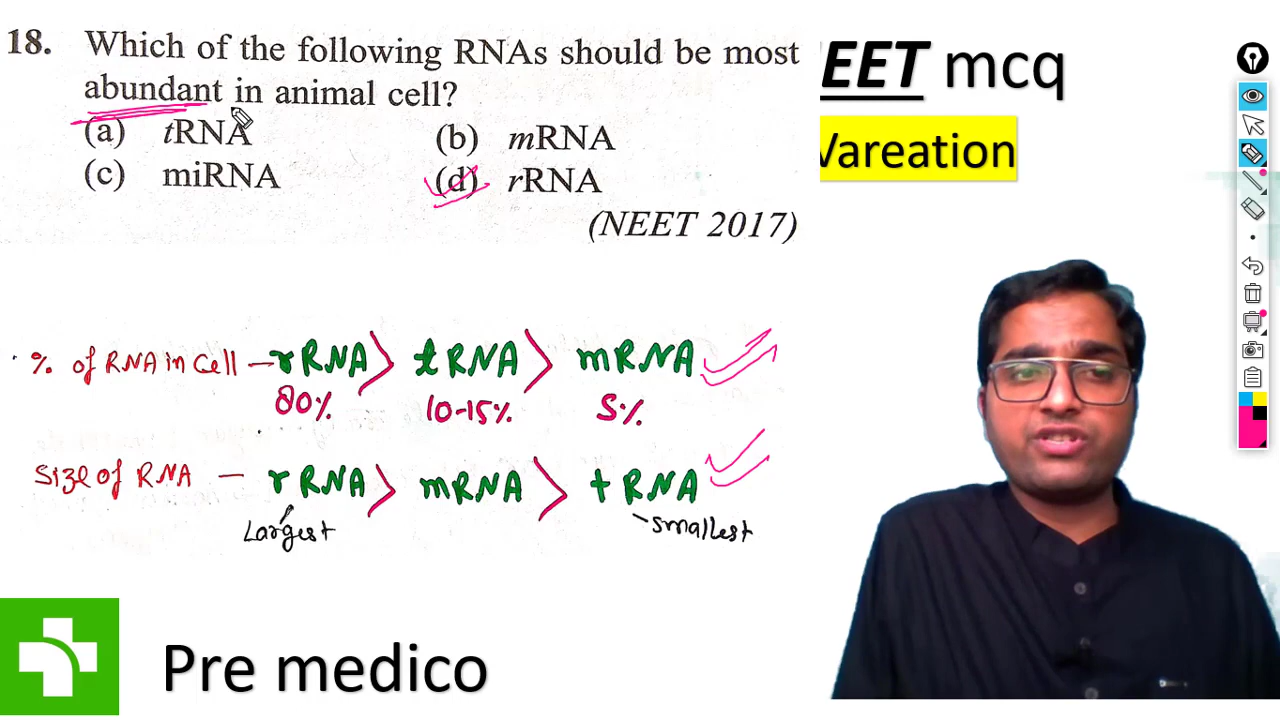 18. Which of the following RNAs should be most
abundant in animal cell?
(a) tRNA (b) mRNA
(c) miRNA (d) rRNA
(NEET 2017)
EET mcq
Vareation
% of RNA in Cell – rRNA > tRNA > mRNA
80% 10-15% 5%
Size of RNA – rRNA > mRNA > tRNA
Largest – smallest
Pre medico